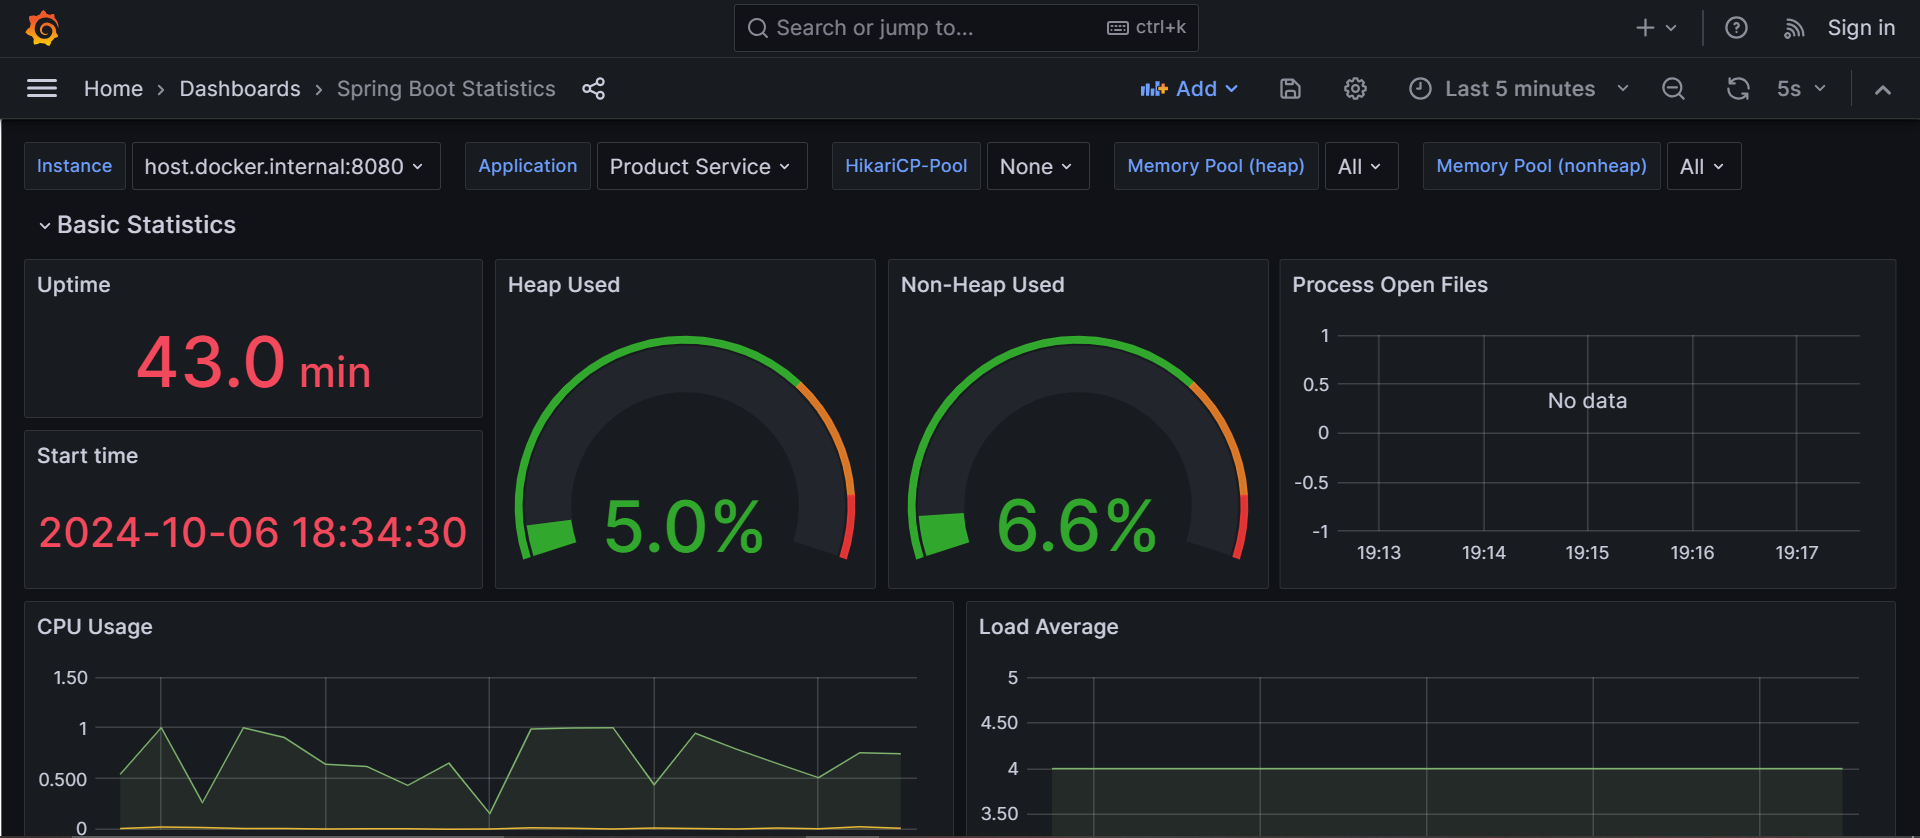 Search or jump to... ctrl+k Sign in
Home › Dashboards › Spring Boot Statistics Add Last 5 minutes 5s
Instance host.docker.internal:8080 Application Product Service HikariCP-Pool None Memory Pool (heap) All Memory Pool (nonheap) All
Basic Statistics
Uptime
43.0 min
Start time
2024-10-06 18:34:30
Heap Used
5.0%
Non-Heap Used
6.6%
Process Open Files
1
0.5
No data
0
-0.5
-1
19:13 19:14 19:15 19:16 19:17
CPU Usage
1.50
1
0.500
0
Load Average
5
4.50
4
3.50